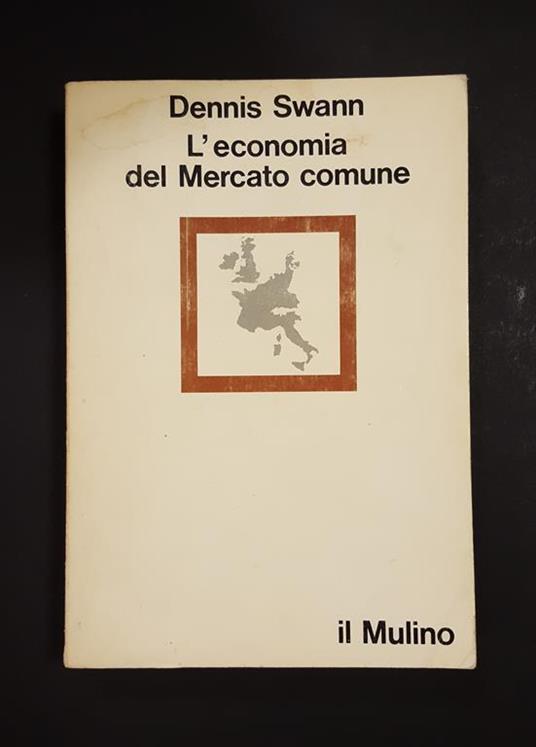 Dennis Swann
L'economia
del Mercato comune
il Mulino